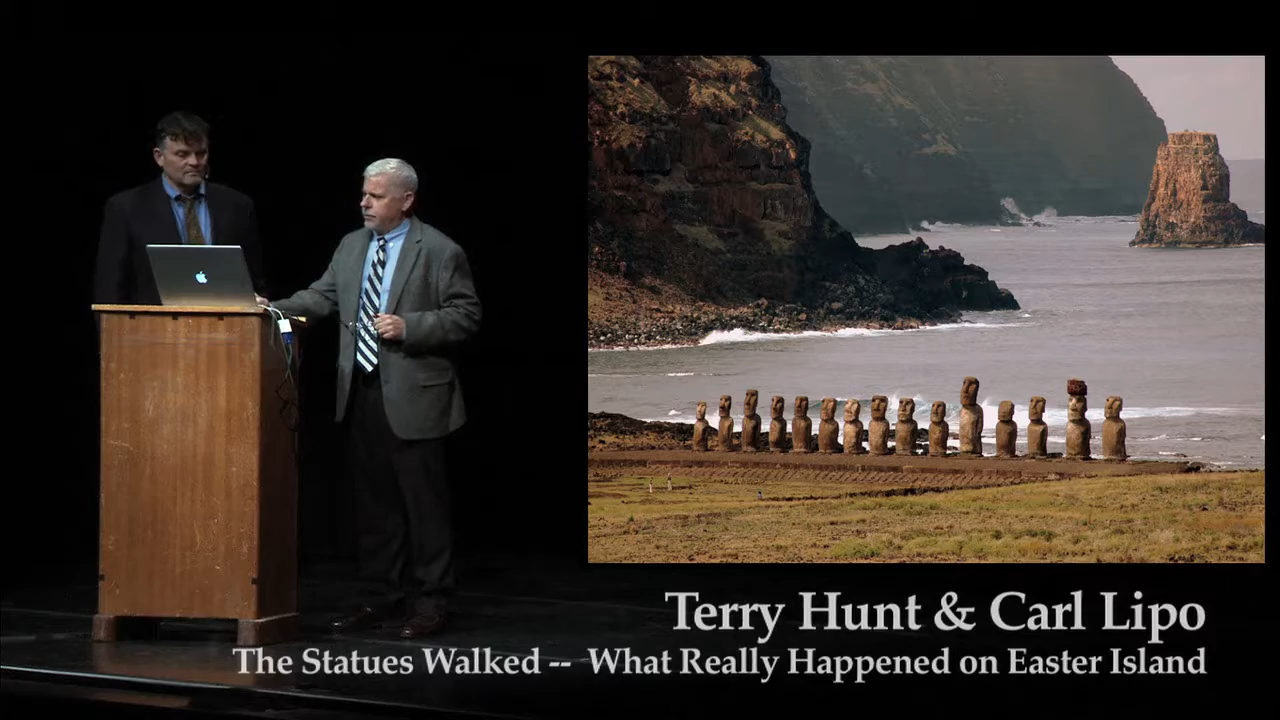 Terry Hunt & Carl Lipo
The Statues Walked -- What Really Happened on Easter Island